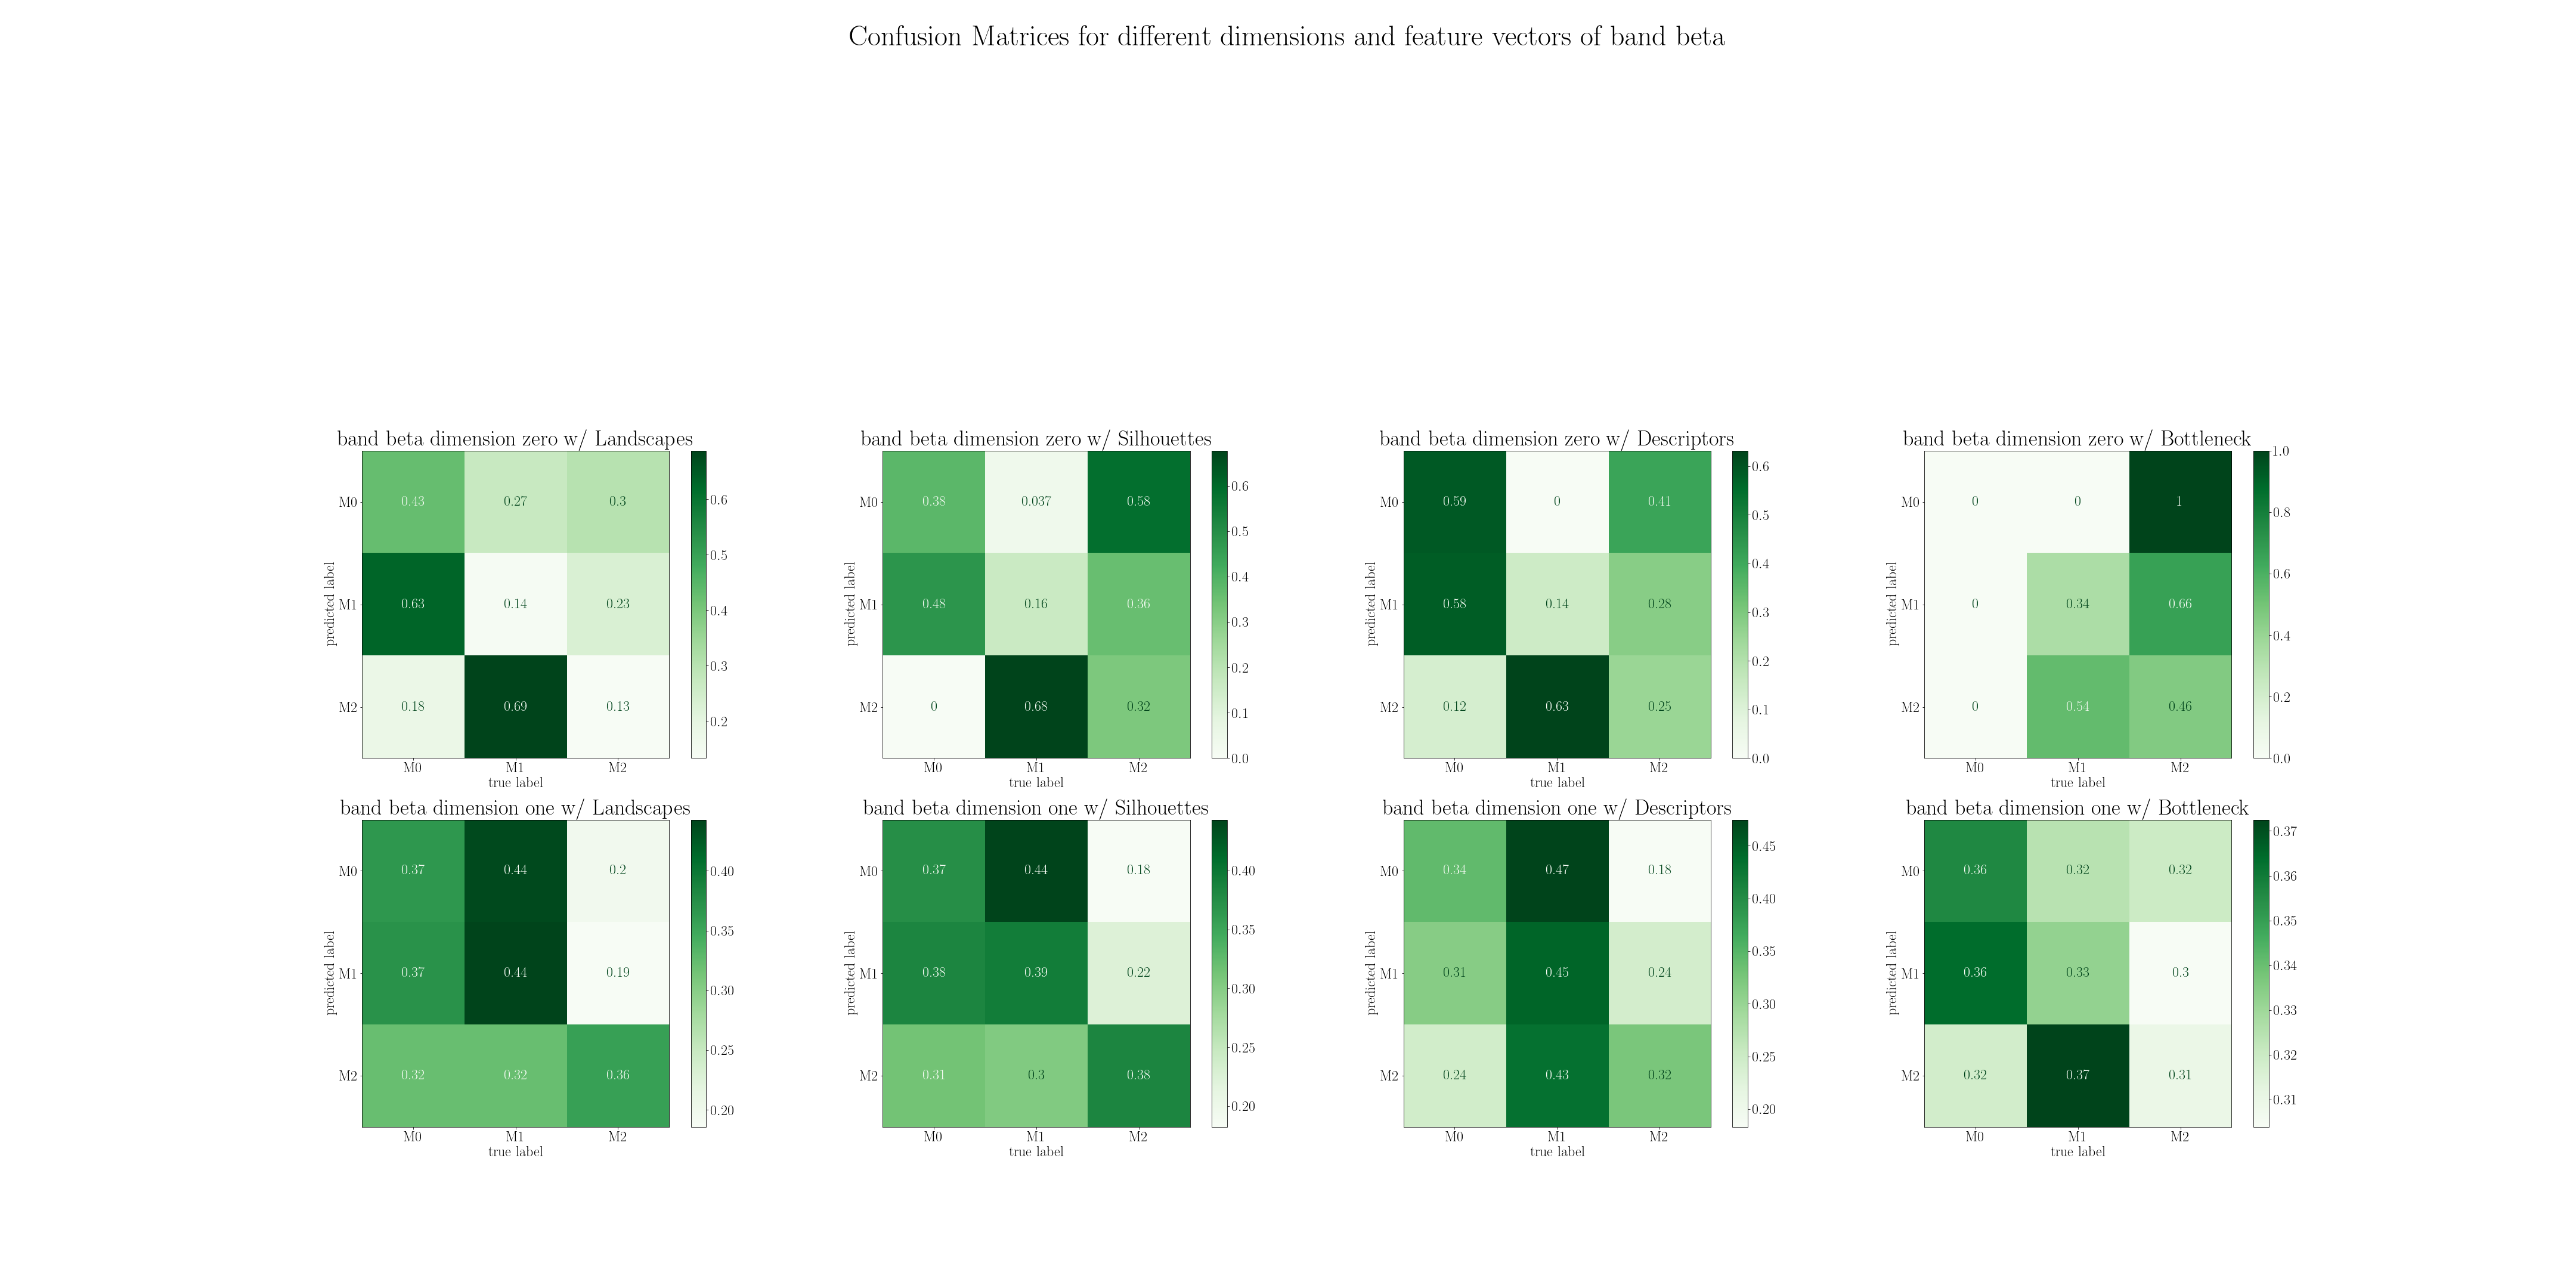 Confusion Matrices for different dimensions and feature vectors of band beta
band beta dimension zero w/ Landscapes
predicted label
M0 0.43 0.27 0.3
M1 0.63 0.14 0.23
M2 0.18 0.69 0.13
M0 M1 M2
true label
0.6
0.5
0.4
0.3
0.2
band beta dimension zero w/ Silhouettes
predicted label
M0 0.38 0.037 0.58
M1 0.48 0.16 0.36
M2 0 0.68 0.32
M0 M1 M2
true label
0.6
0.5
0.4
0.3
0.2
0.1
0.0
band beta dimension zero w/ Descriptors
predicted label
M0 0.59 0 0.41
M1 0.58 0.14 0.28
M2 0.12 0.63 0.25
M0 M1 M2
true label
0.6
0.5
0.4
0.3
0.2
0.1
0.0
band beta dimension zero w/ Bottleneck
predicted label
M0 0 0 1
M1 0 0.34 0.66
M2 0 0.54 0.46
M0 M1 M2
true label
1.0
0.8
0.6
0.4
0.2
0.0
band beta dimension one w/ Landscapes
predicted label
M0 0.37 0.44 0.2
M1 0.37 0.44 0.19
M2 0.32 0.32 0.36
M0 M1 M2
true label
0.40
0.35
0.30
0.25
0.20
band beta dimension one w/ Silhouettes
predicted label
M0 0.37 0.44 0.18
M1 0.38 0.39 0.22
M2 0.31 0.3 0.38
M0 M1 M2
true label
0.40
0.35
0.30
0.25
0.20
band beta dimension one w/ Descriptors
predicted label
M0 0.34 0.47 0.18
M1 0.31 0.45 0.24
M2 0.24 0.43 0.32
M0 M1 M2
true label
0.45
0.40
0.35
0.30
0.25
0.20
band beta dimension one w/ Bottleneck
predicted label
M0 0.36 0.32 0.32
M1 0.36 0.33 0.3
M2 0.32 0.37 0.31
M0 M1 M2
true label
0.37
0.36
0.35
0.34
0.33
0.32
0.31